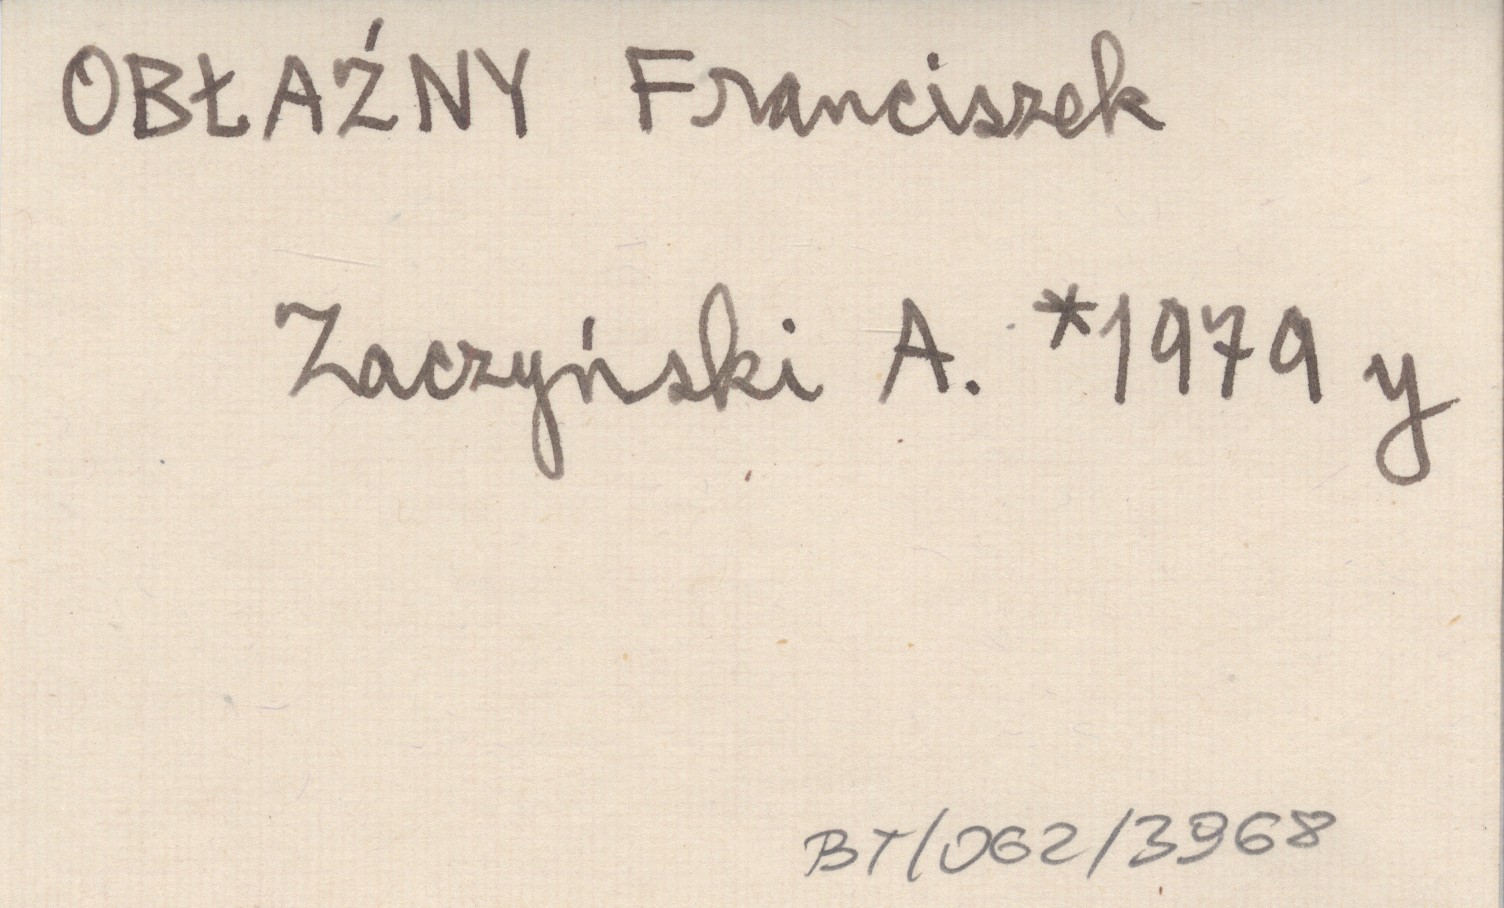 OBŁAŹNY Franciszek
Zaczyński A. *1979 y
BT/062/3968